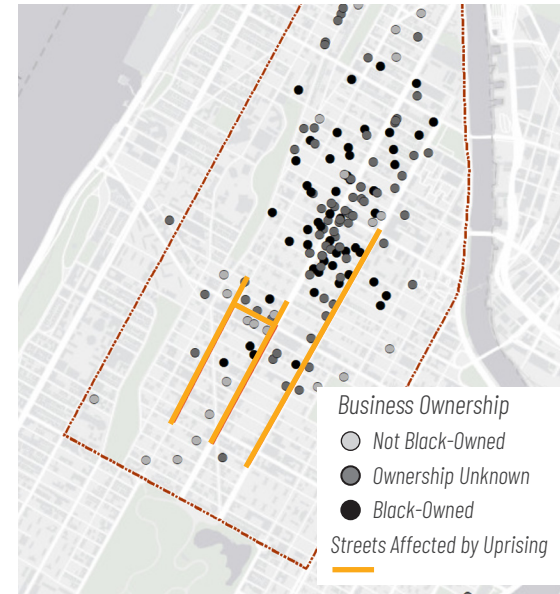 Business Ownership
Not Black-Owned
Ownership Unknown
Black-Owned
Streets Affected by Uprising